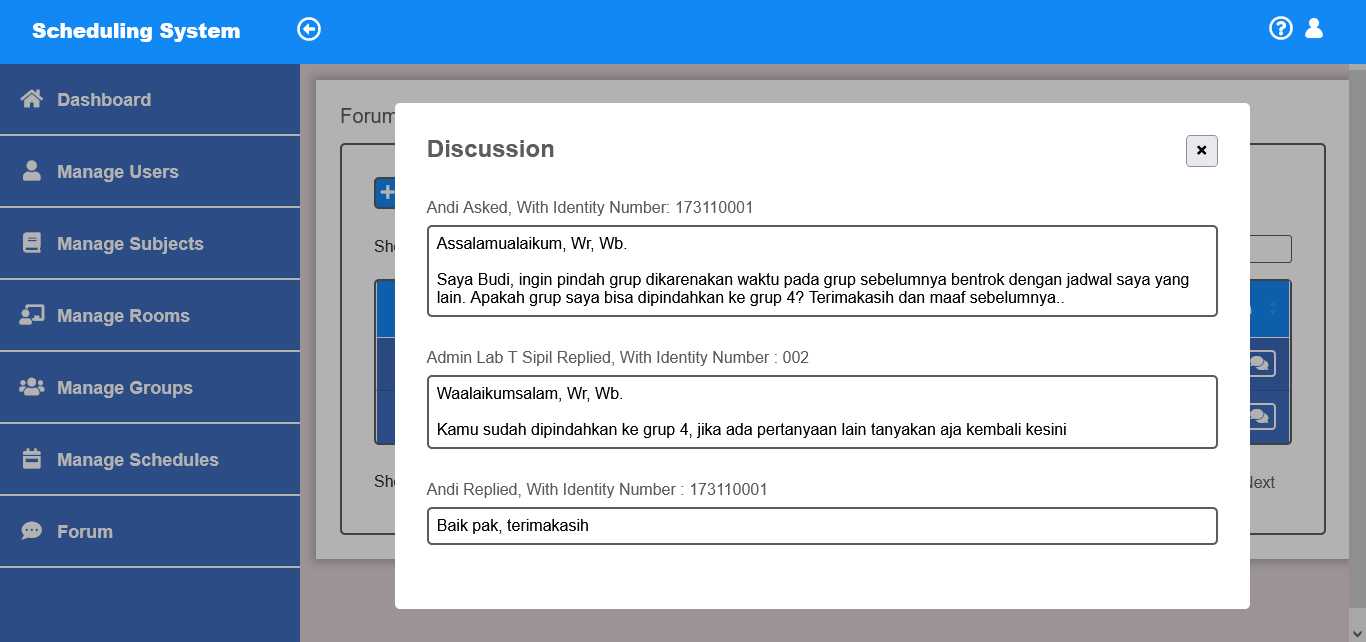 Scheduling System
Dashboard
Manage Users
Manage Subjects
Manage Rooms
Manage Groups
Manage Schedules
Forum
Forum
Discussion
Andi Asked, With Identity Number: 173110001
Assalamualaikum, Wr, Wb.
Saya Budi, ingin pindah grup dikarenakan waktu pada grup sebelumnya bentrok dengan jadwal saya yang
lain. Apakah grup saya bisa dipindahkan ke grup 4? Terimakasih dan maaf sebelumnya..
Admin Lab T Sipil Replied, With Identity Number : 002
Waalaikumsalam, Wr, Wb.
Kamu sudah dipindahkan ke grup 4, jika ada pertanyaan lain tanyakan aja kembali kesini
Andi Replied, With Identity Number : 173110001
Baik pak, terimakasih
Next